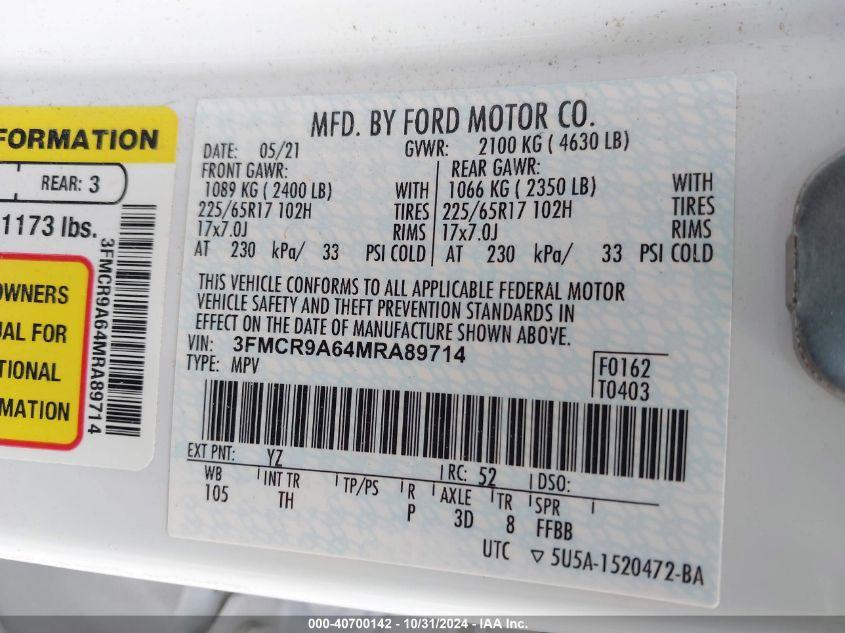 FORMATION
REAR: 3
1173 lbs.
OWNERS
UAL FOR
TIONAL
MATION
3FMCR9A64MRA89714
MFD. BY FORD MOTOR CO.
DATE: 05/21 GVWR: 2100 KG ( 4630 LB)
FRONT GAWR: REAR GAWR:
1089 KG ( 2400 LB) WITH 1066 KG ( 2350 LB) WITH
225/65R17 102H TIRES 225/65R17 102H TIRES
17x7.0J RIMS 17x7.0J RIMS
AT 230 kPa/ 33 PSI COLD AT 230 kPa/ 33 PSI COLD
THIS VEHICLE CONFORMS TO ALL APPLICABLE FEDERAL MOTOR
VEHICLE SAFETY AND THEFT PREVENTION STANDARDS IN
EFFECT ON THE DATE OF MANUFACTURE SHOWN ABOVE.
VIN: 3FMCR9A64MRA89714
TYPE: MPV
F0162
T0403
EXT PNT: YZ RC: 52 DSO:
WB INT TR TP/PS R AXLE TR SPR
105 TH P 3D 8 FFBB
UTC ▽ 5U5A-1520472-BA
000-40700142 - 10/31/2024 - IAA Inc.